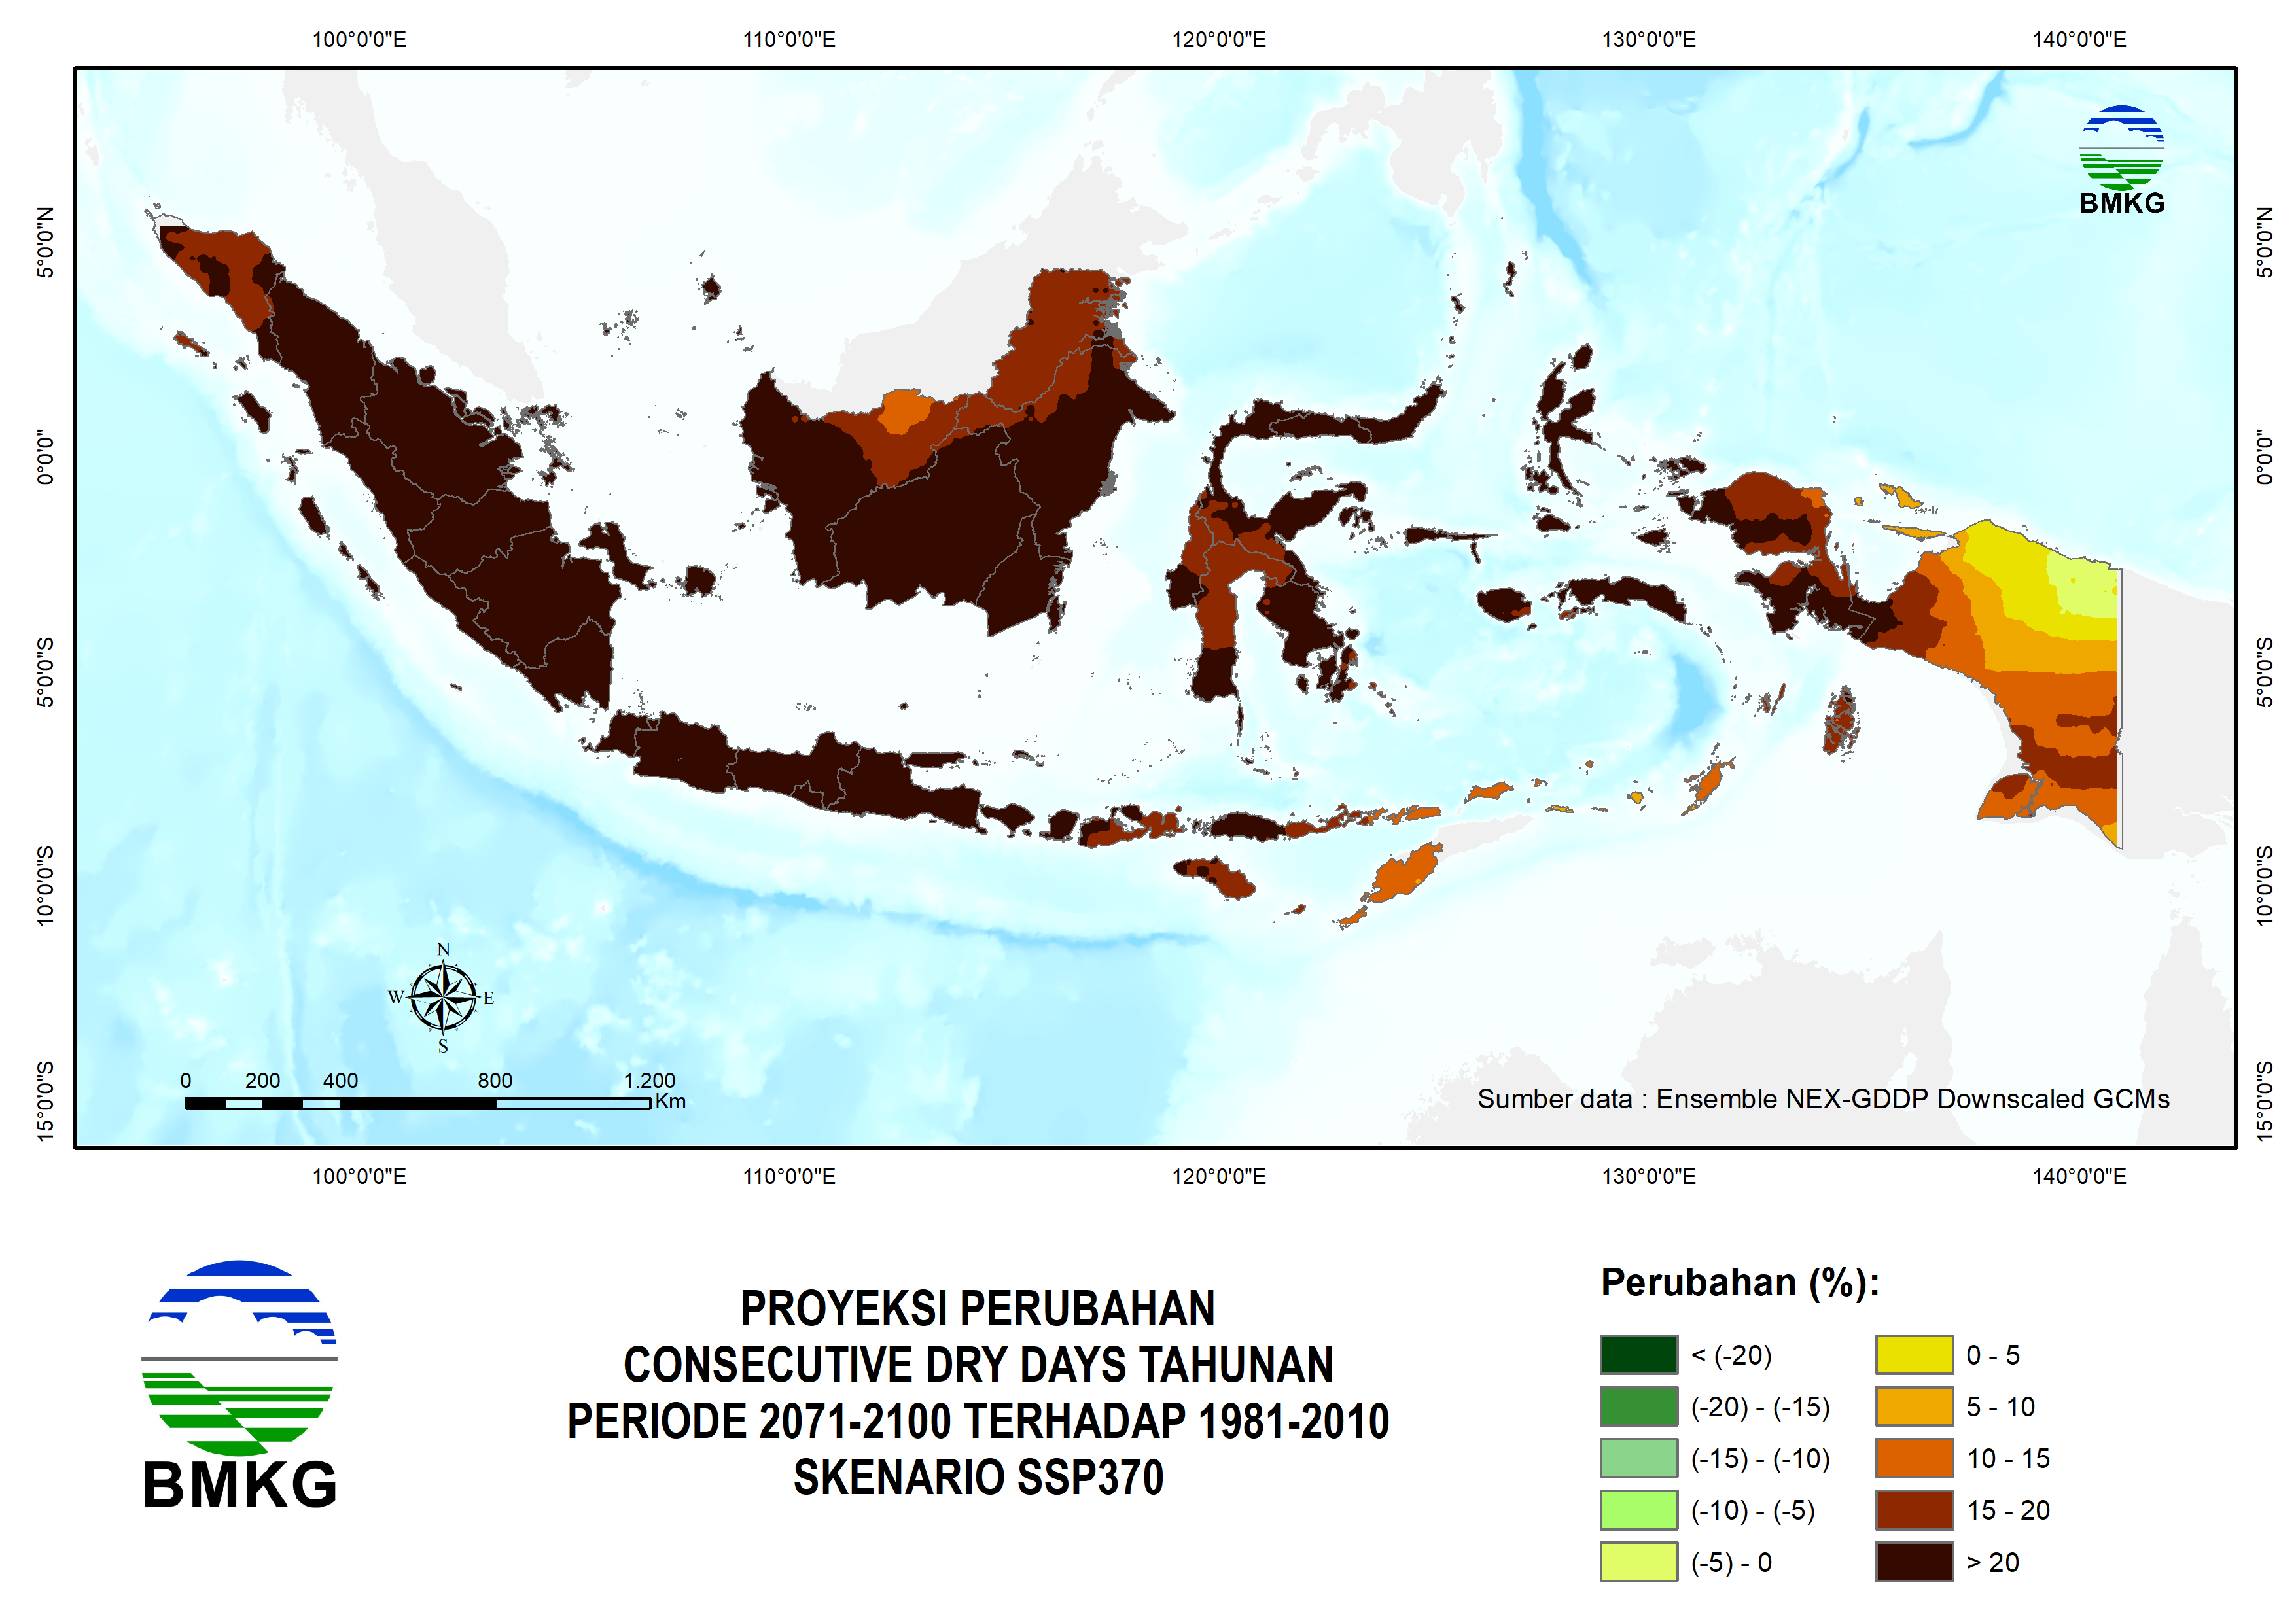 100°0'0"E 110°0'0"E 120°0'0"E 130°0'0"E 140°0'0"E
5°0'0"N
0°0'0"
5°0'0"S
10°0'0"S
15°0'0"S
BMKG
5°0'0"N
0°0'0"
5°0'0"S
10°0'0"S
15°0'0"S
N
W E
S
0 200 400 800 1.200
Km
Sumber data : Ensemble NEX-GDDP Downscaled GCMs
100°0'0"E 110°0'0"E 120°0'0"E 130°0'0"E 140°0'0"E
BMKG
PROYEKSI PERUBAHAN
CONSECUTIVE DRY DAYS TAHUNAN
PERIODE 2071-2100 TERHADAP 1981-2010
SKENARIO SSP370
Perubahan (%):
< (-20)
(-20) - (-15)
(-15) - (-10)
(-10) - (-5)
(-5) - 0
0 - 5
5 - 10
10 - 15
15 - 20
> 20